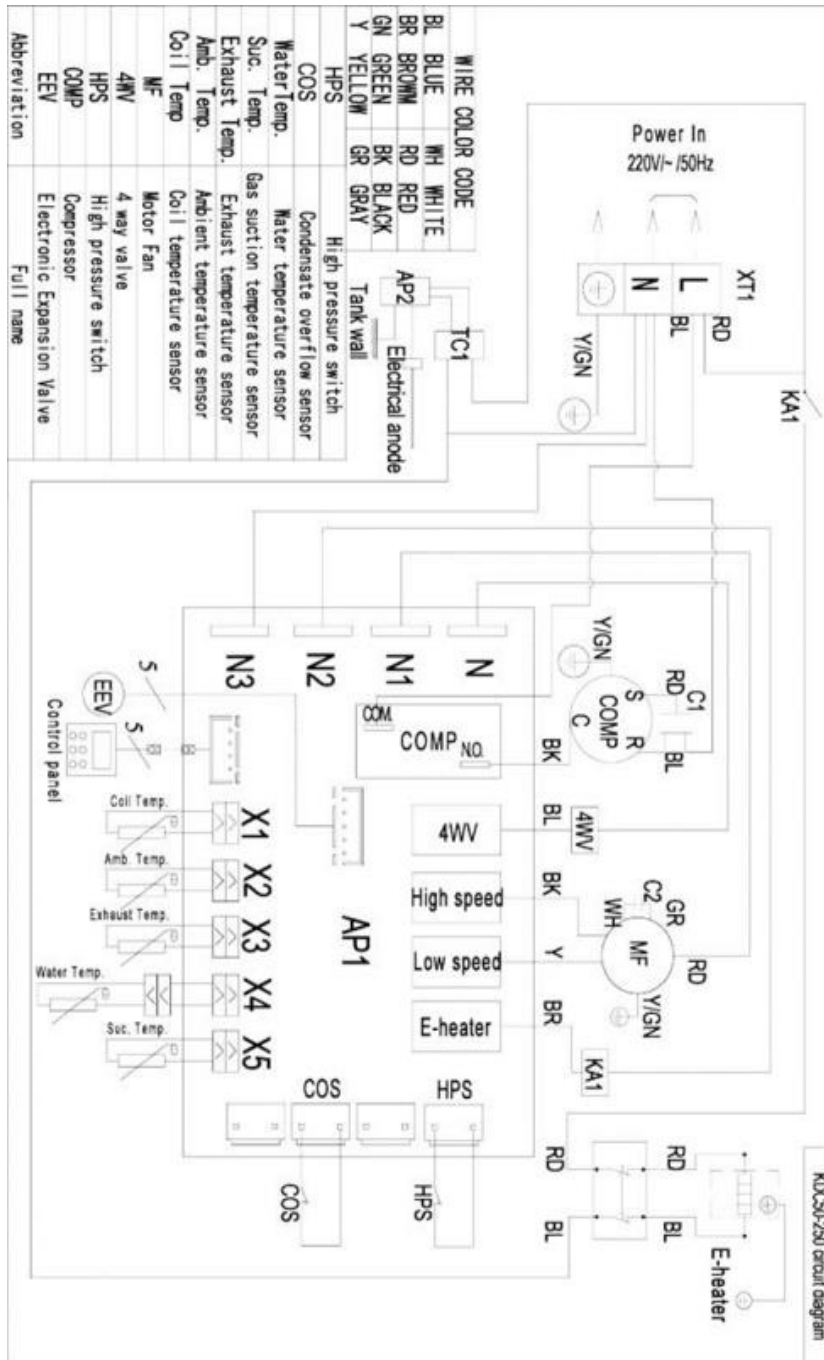 KDC50-250 circuit diagram
Power In
220V/~/50Hz
XT1
L
N
RD
BL
Y/GN
KA1
WIRE COLOR CODE
BL BLUE WH WHITE
BR BROWM RD RED
GN GREEN BK BLACK
Y YELLOW GR GRAY
HPS High pressure switch
COS Condensate overflow sensor
WaterTemp. Water temperature sensor
Suc. Temp. Gas suction temperature sensor
Exhaust Temp. Exhaust temperature sensor
Amb. Temp. Ambient temperature sensor
Coil Temp Coil temperature sensor
MF Motor Fan
4WV 4 way valve
HPS High pressure switch
COMP Compressor
EEV Electronic Expansion Valve
Abbreviation Full name
AP2
TC1
Tank wall
Electrical anode
N3
N2
N1
N
Y/GN
S
COMP
R
C
RD
C1
BL
COM.
COMP N.O.
BK
5
EEV
5
Control panel
4WV
BL
4WV
High speed
BK
Low speed
Y
E-heater
BR
WH
C2
GR
MF
RD
Y/GN
KA1
AP1
Coil Temp.
X1
Amb. Temp.
X2
Exhaust Temp.
X3
Water Temp.
X4
Suc. Temp.
X5
COS
HPS
COS
HPS
RD
RD
BL
BL
E-heater